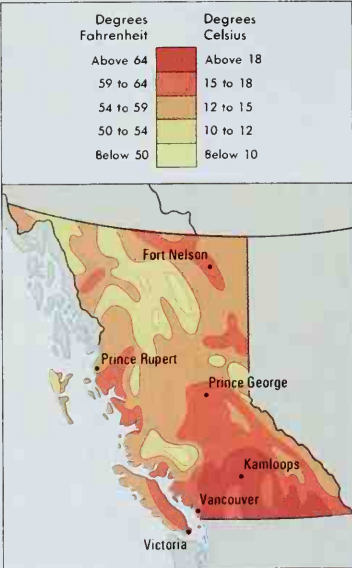 Degrees Degrees
Fahrenheit Celsius
Above 64 Above 18
59 to 64 15 to 18
54 to 59 12 to 15
50 to 54 10 to 12
Below 50 Below 10
Fort Nelson
Prince Rupert
Prince George
Kamloops
Vancouver
Victoria